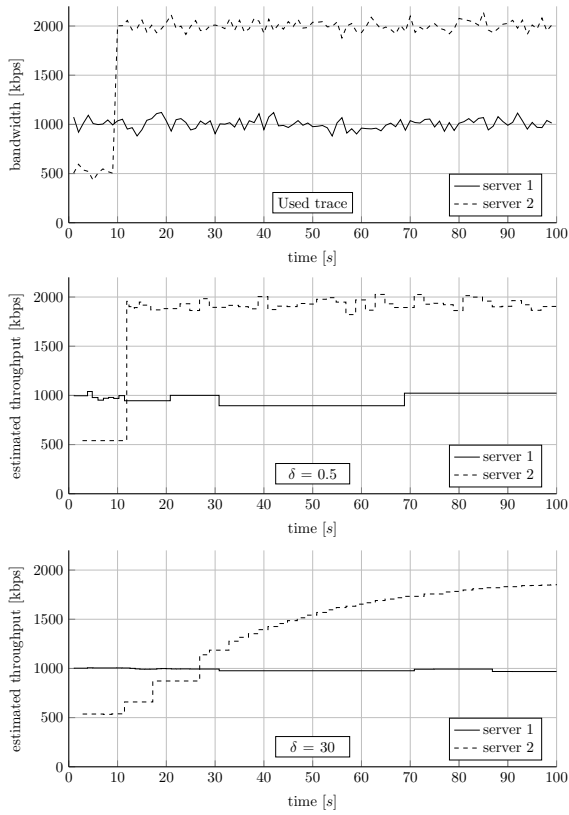 2000
1500
1000
500
0
bandwidth [kbps]
0 10 20 30 40 50 60 70 80 90 100
time [s]
Used trace
server 1
server 2
2000
1500
1000
500
0
estimated throughput [kbps]
0 10 20 30 40 50 60 70 80 90 100
time [s]
δ = 0.5
server 1
server 2
2000
1500
1000
500
0
estimated throughput [kbps]
0 10 20 30 40 50 60 70 80 90 100
time [s]
δ = 30
server 1
server 2